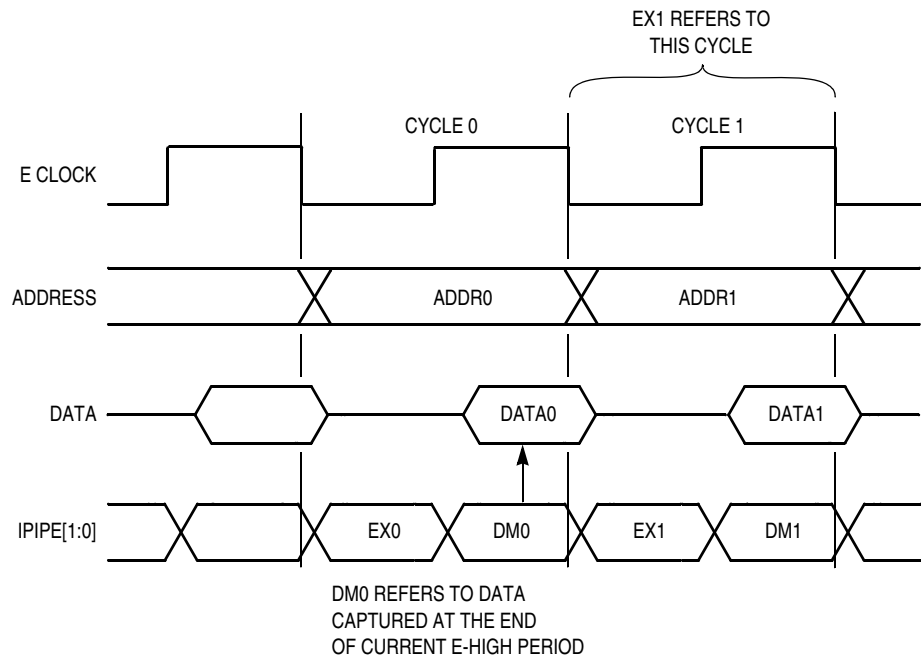 EX1 REFERS TO
THIS CYCLE
CYCLE 0
CYCLE 1
E CLOCK
ADDRESS
ADDR0
ADDR1
DATA
DATA0
DATA1
IPIPE[1:0]
EX0
DM0
EX1
DM1
DM0 REFERS TO DATA
CAPTURED AT THE END
OF CURRENT E-HIGH PERIOD